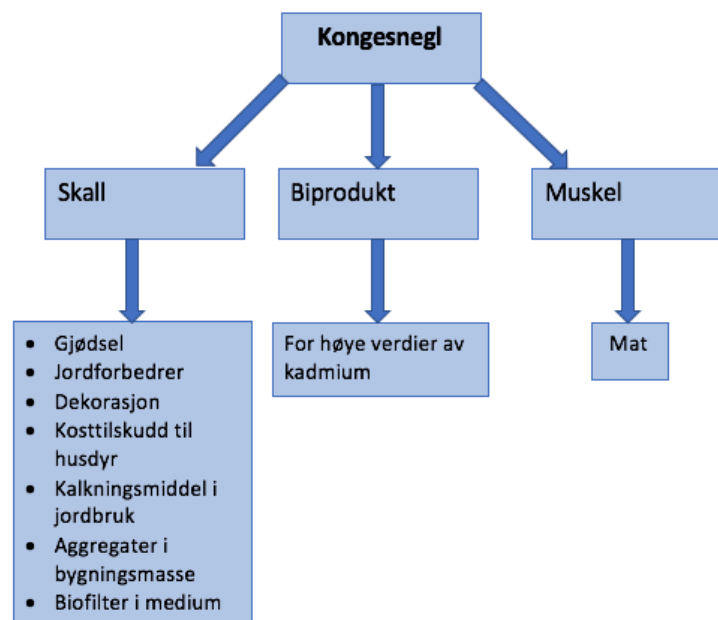 Kongesnegl
Skall
Biprodukt
Muskel
• Gjødsel
• Jordforbedrer
• Dekorasjon
• Kosttilskudd til
husdyr
• Kalkningsmiddel i
jordbruk
• Aggregater i
bygningsmasse
• Biofilter i medium
For høye verdier av
kadmium
Mat